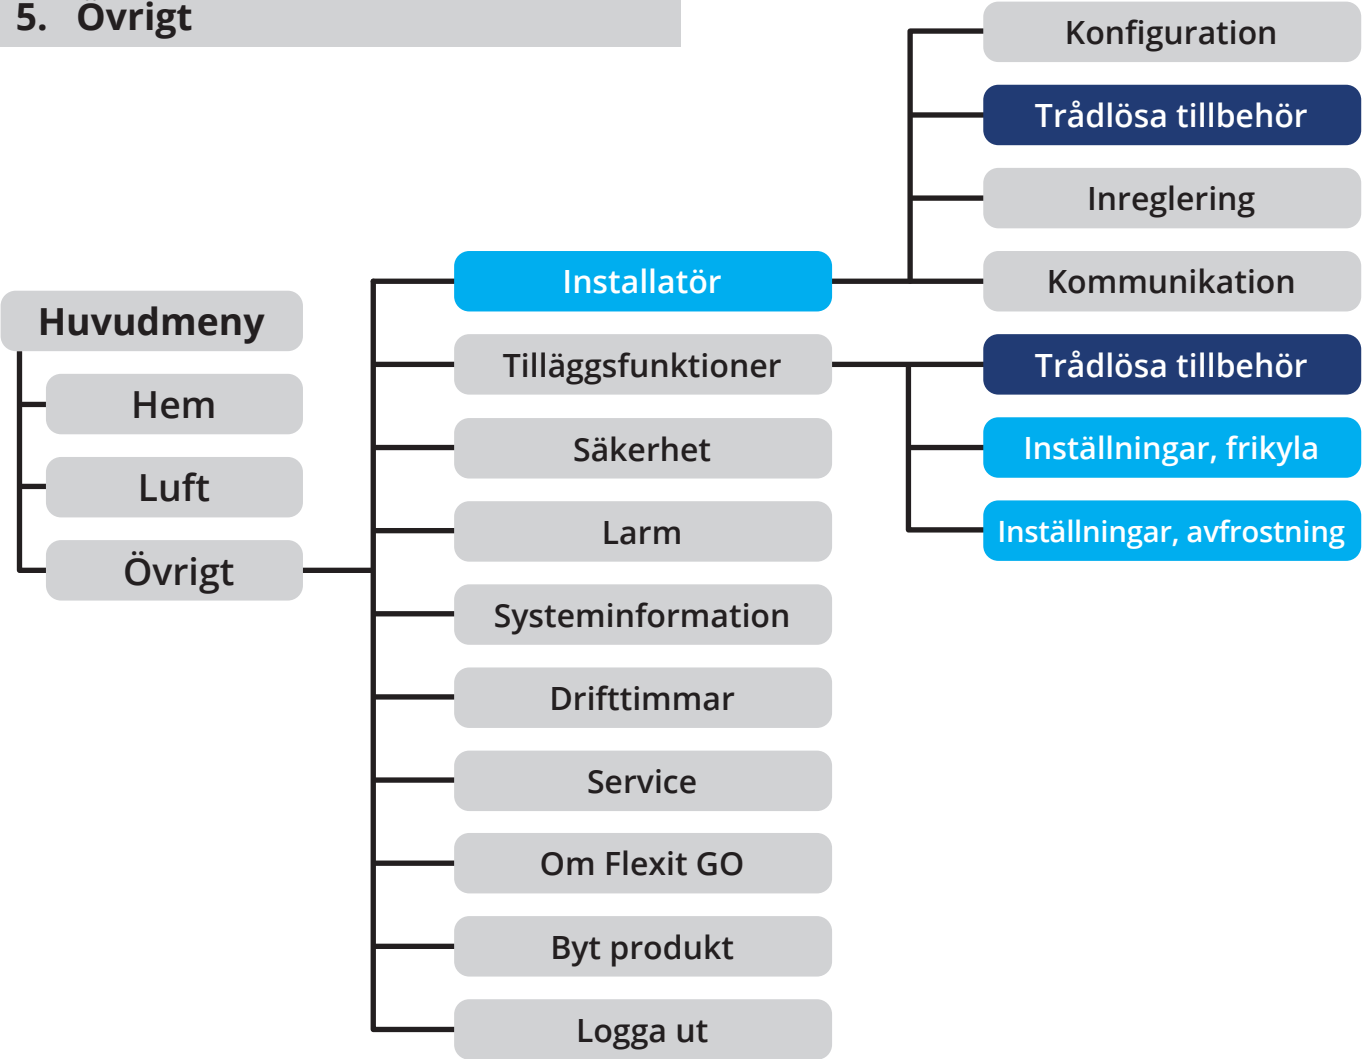 5. Övrigt
Huvudmeny
Hem
Luft
Övrigt
Installatör
Tilläggsfunktioner
Säkerhet
Larm
Systeminformation
Drifttimmar
Service
Om Flexit GO
Byt produkt
Logga ut
Konfiguration
Trådlösa tillbehör
Inreglering
Kommunikation
Trådlösa tillbehör
Inställningar, frikyla
Inställningar, avfrostning